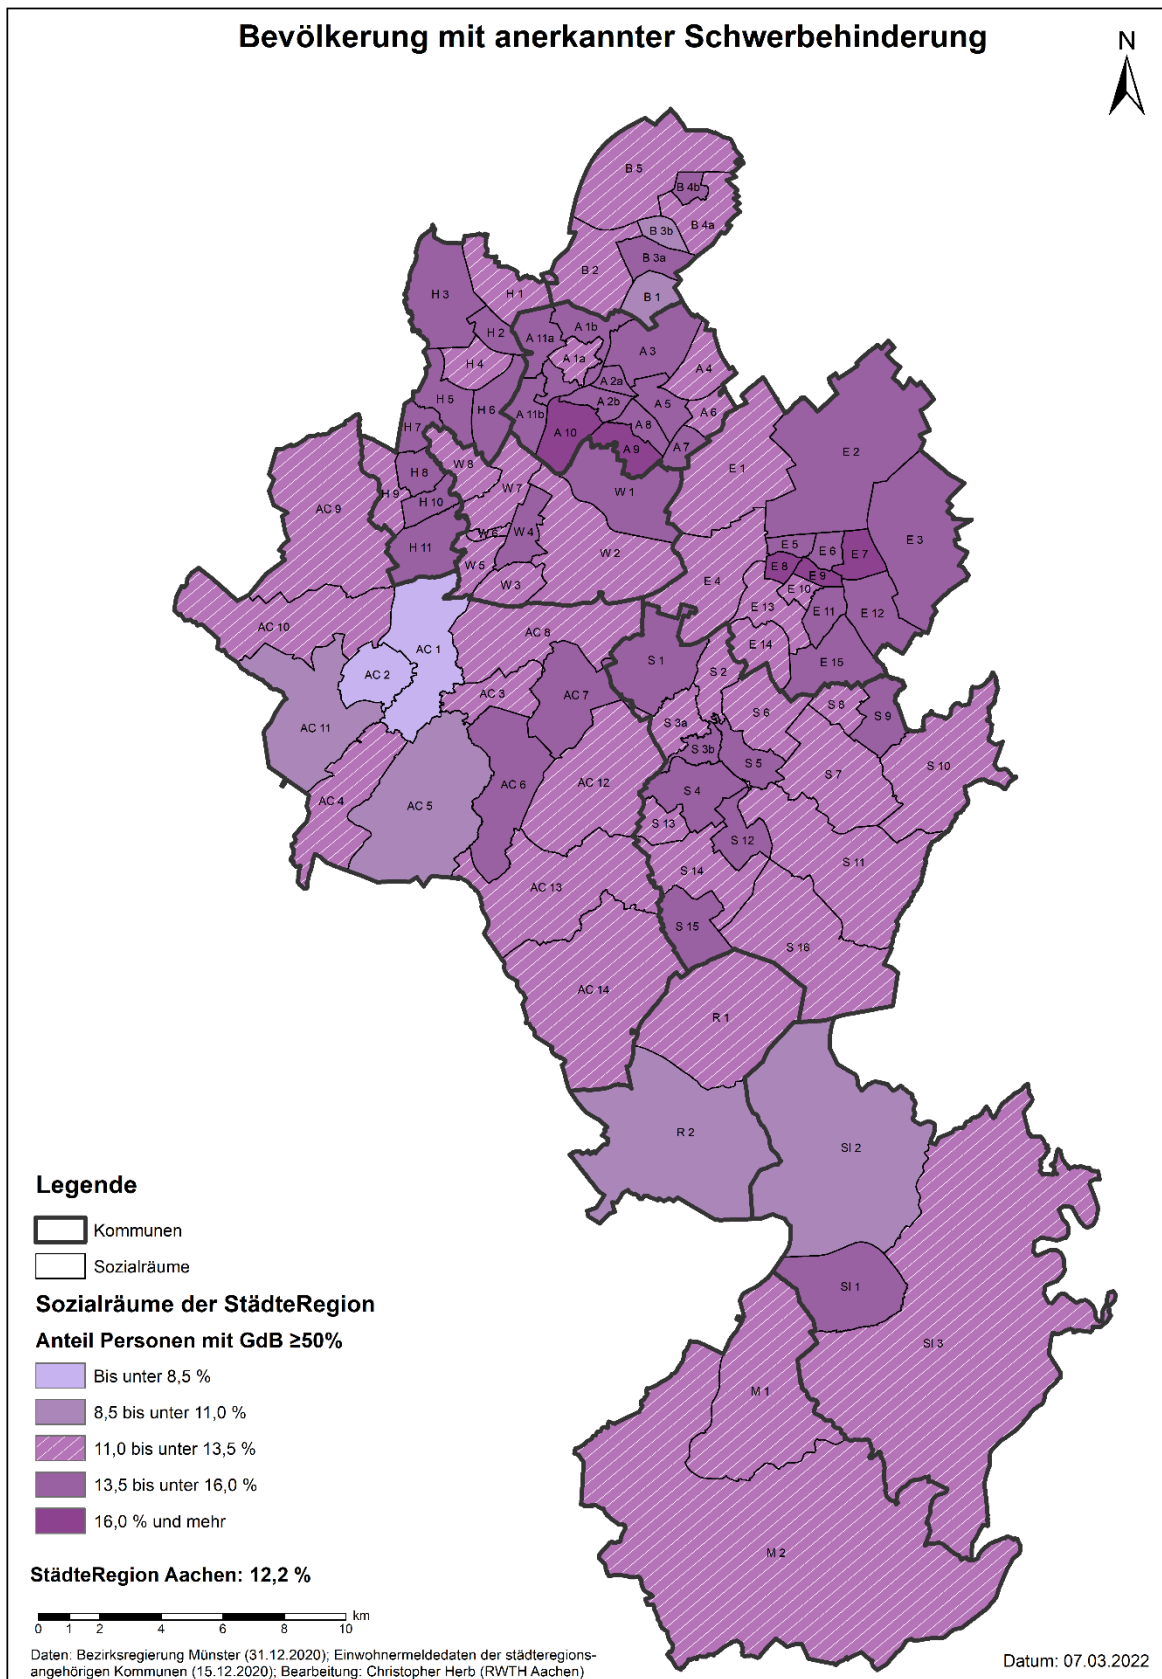 Bevölkerung mit anerkannter Schwerbehinderung
N
B 5
B 4b
B 4a
B 3b
B 3a
B 2
B 1
H 3
H 1
H 2
H 4
H 5
H 6
H 7
H 8
H 9
H 10
H 11
A 11a
A 1b
A 1a
A 3
A 2a
A 2b
A 4
A 5
A 6
A 11b
A 10
A 8
A 9
A 7
W 8
W 7
W 1
W 6
W 4
W 5
W 2
W 3
E 1
E 2
E 3
E 4
E 5
E 6
E 7
E 8
E 9
E 10
E 11
E 12
E 13
E 14
E 15
AC 9
AC 10
AC 1
AC 2
AC 8
AC 3
AC 7
AC 11
AC 4
AC 5
AC 6
AC 12
AC 13
AC 14
S 1
S 2
S 3a
S 3b
S 6
S 5
S 4
S 8
S 9
S 7
S 10
S 13
S 12
S 11
S 14
S 15
S 16
R 1
R 2
SI 2
SI 1
SI 3
M 1
M 2
Legende
Kommunen
Sozialräume
Sozialräume der StädteRegion
Anteil Personen mit GdB ≥50%
Bis unter 8,5 %
8,5 bis unter 11,0 %
11,0 bis unter 13,5 %
13,5 bis unter 16,0 %
16,0 % und mehr
StädteRegion Aachen: 12,2 %
km
0 1 2 4 6 8 10
Daten: Bezirksregierung Münster (31.12.2020); Einwohnermeldedaten der städteregions-
angehörigen Kommunen (15.12.2020); Bearbeitung: Christopher Herb (RWTH Aachen)
Datum: 07.03.2022